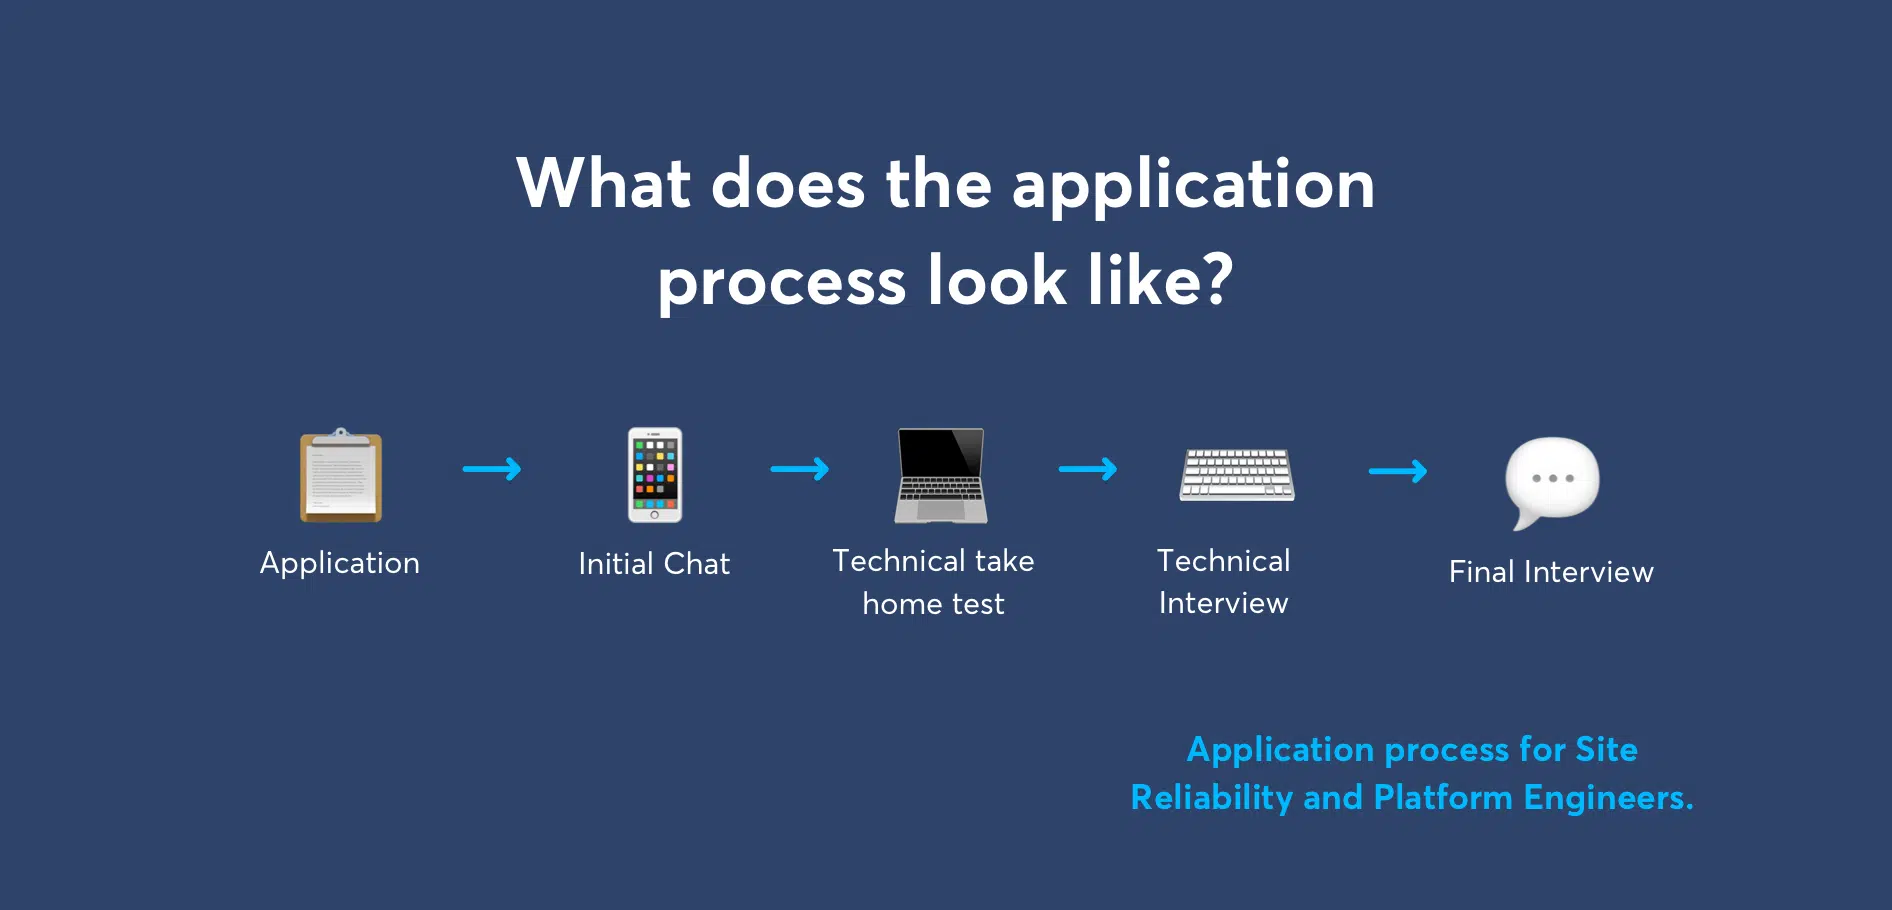 What does the application
process look like?
Application
Initial Chat
Technical take
home test
Technical
Interview
Final Interview
Application process for Site
Reliability and Platform Engineers.